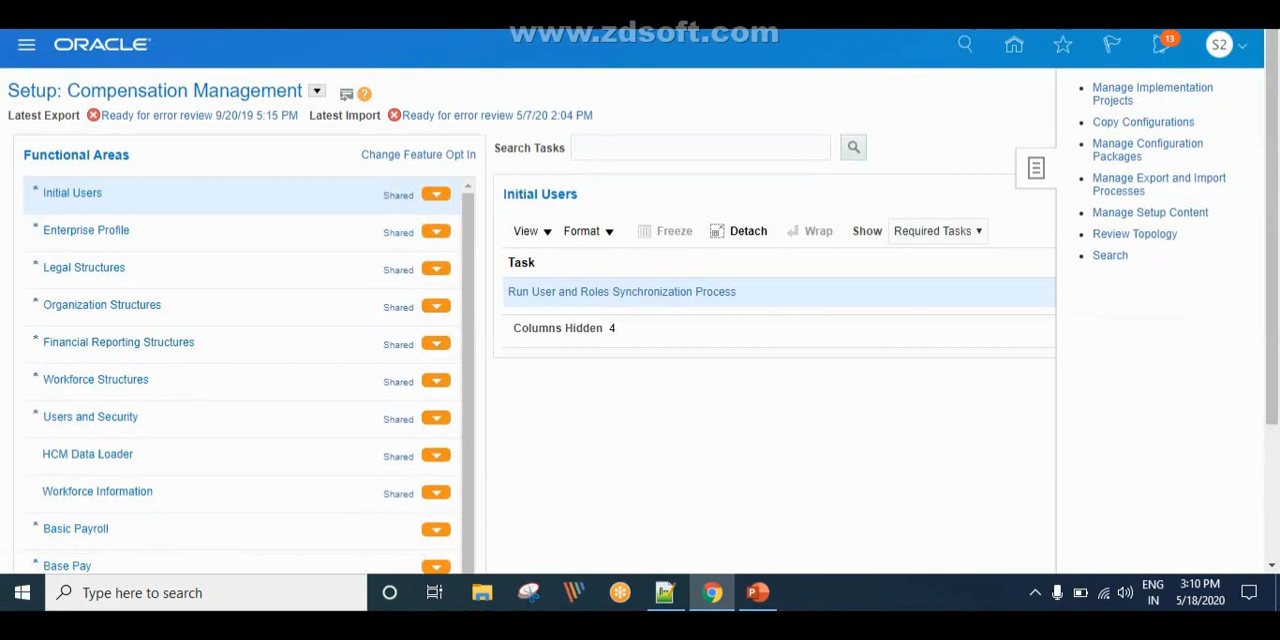 www.zdsoft.com
ORACLE
13
S2
Setup: Compensation Management
Latest Export Ready for error review 9/20/19 5:15 PM Latest Import Ready for error review 5/7/20 2:04 PM
Functional Areas
Change Feature Opt In
* Initial Users Shared
* Enterprise Profile Shared
* Legal Structures Shared
* Organization Structures Shared
* Financial Reporting Structures Shared
* Workforce Structures Shared
* Users and Security Shared
HCM Data Loader Shared
Workforce Information Shared
* Basic Payroll
* Base Pay
Search Tasks
Initial Users
View Format Freeze Detach Wrap Show Required Tasks
Task
Run User and Roles Synchronization Process
Columns Hidden 4
Manage Implementation
Projects
Copy Configurations
Manage Configuration
Packages
Manage Export and Import
Processes
Manage Setup Content
Review Topology
Search
Type here to search
ENG
IN
3:10 PM
5/18/2020